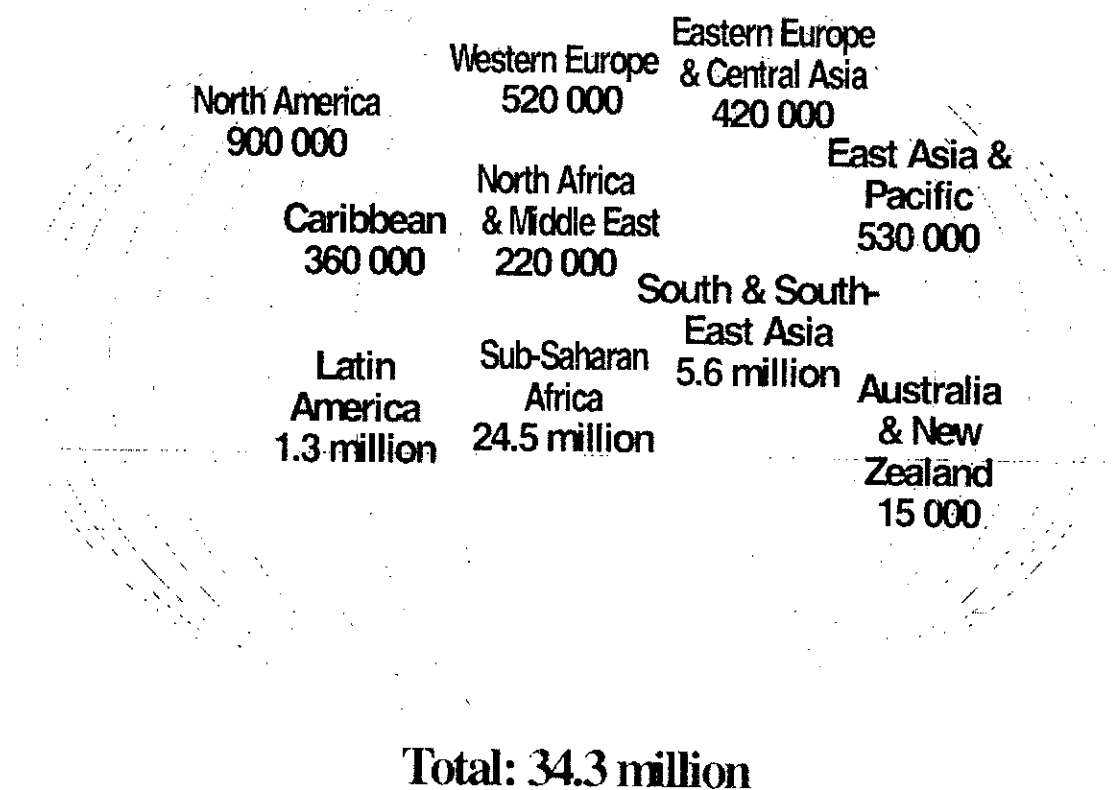 North America
900 000
Western Europe
520 000
Eastern Europe
& Central Asia
420 000
East Asia &
Pacific
530 000
Caribbean
360 000
North Africa
& Middle East
220 000
South & South-
East Asia
5.6 million
Latin
America
1.3 million
Sub-Saharan
Africa
24.5 million
Australia
& New
Zealand
15 000
Total: 34.3 million